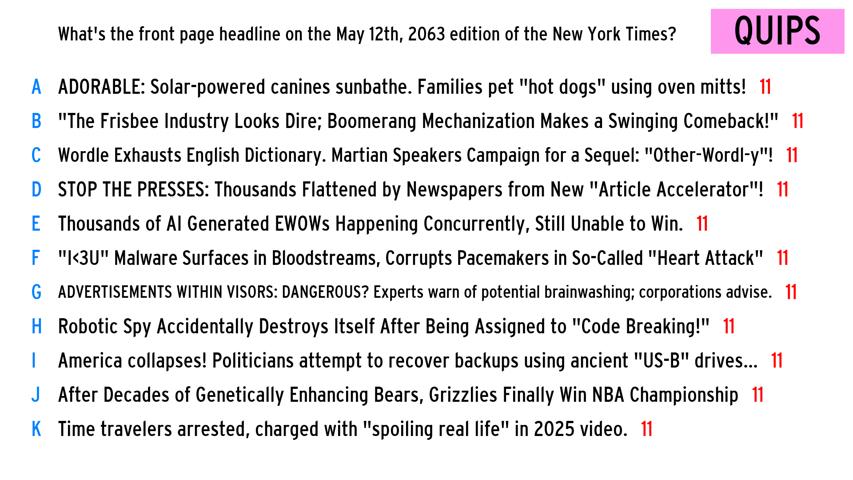 What's the front page headline on the May 12th, 2063 edition of the New York Times?
QUIPS
A ADORABLE: Solar-powered canines sunbathe. Families pet "hot dogs" using oven mitts! 11
B "The Frisbee Industry Looks Dire; Boomerang Mechanization Makes a Swinging Comeback!" 11
C Wordle Exhausts English Dictionary. Martian Speakers Campaign for a Sequel: "Other-Wordl-y"! 11
D STOP THE PRESSES: Thousands Flattened by Newspapers from New "Article Accelerator"! 11
E Thousands of AI Generated EWOWs Happening Concurrently, Still Unable to Win. 11
F "I<3U" Malware Surfaces in Bloodstreams, Corrupts Pacemakers in So-Called "Heart Attack" 11
G ADVERTISEMENTS WITHIN VISORS: DANGEROUS? Experts warn of potential brainwashing; corporations advise. 11
H Robotic Spy Accidentally Destroys Itself After Being Assigned to "Code Breaking!" 11
I America collapses! Politicians attempt to recover backups using ancient "US-B" drives... 11
J After Decades of Genetically Enhancing Bears, Grizzlies Finally Win NBA Championship 11
K Time travelers arrested, charged with "spoiling real life" in 2025 video. 11